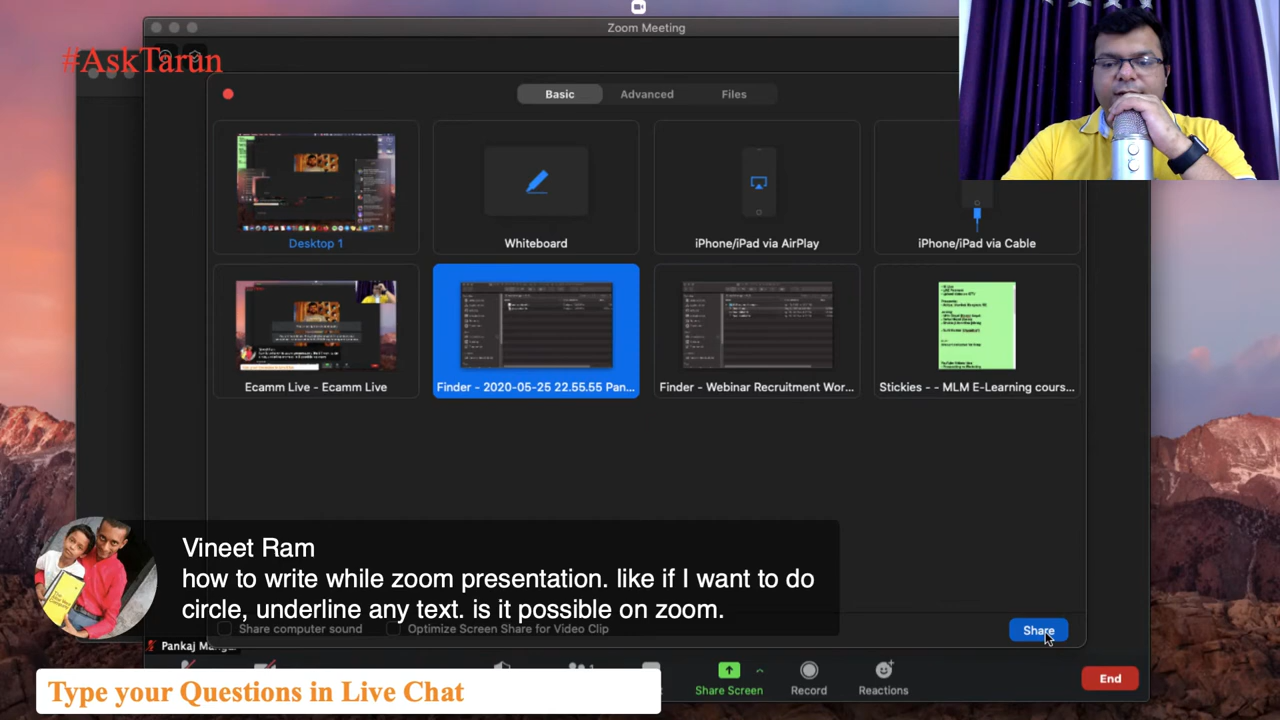 Zoom Meeting
#AskTarun
Basic
Advanced
Files
Desktop 1
Whiteboard
iPhone/iPad via AirPlay
iPhone/iPad via Cable
Ecamm Live - Ecamm Live
Finder - 2020-05-25 22.55.55 Pan...
Finder - Webinar Recruitment Wor...
Stickies - - MLM E-Learning cours...
Vineet Ram
how to write while zoom presentation. like if I want to do
circle, underline any text. is it possible on zoom.
Share computer sound
Optimize Screen Share for Video Clip
Share
Pankaj
Share Screen
Record
Reactions
End
Type your Questions in Live Chat